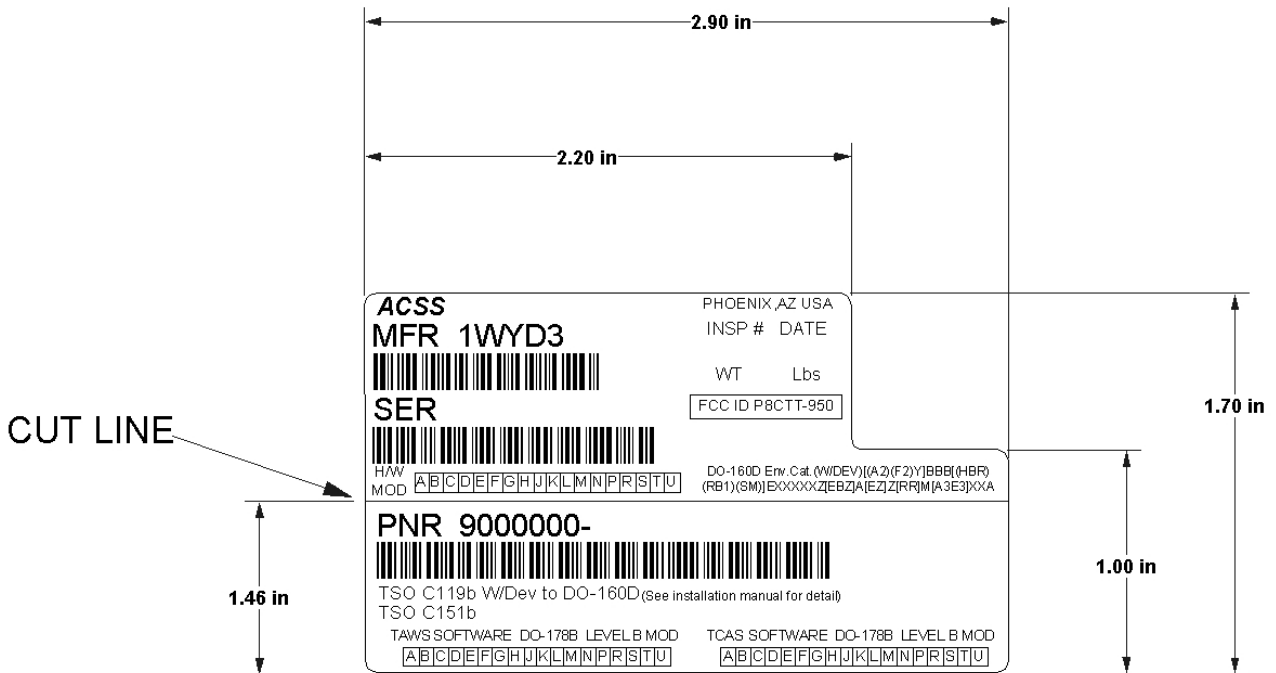 2.90 in
2.20 in
ACSS
PHOENIX ,AZ USA
MFR 1WYD3
INSP # DATE
WT Lbs
SER
FCC ID P8CTT-950
1.70 in
CUT LINE
H/W
MOD
A B C D E F G H J K L M N P R S T U
DO-160D Env.Cat.(W/DEV)[(A2)(F2)Y]BBB[(HBR)
(RB1)(SM)]EXXXXXZ[EBZ]A[EZ]Z[RR]M[A3E3]XXA
PNR 9000000-
1.00 in
1.46 in
TSO C119b W/Dev to DO-160D (See installation manual for detail)
TSO C151b
TAWS SOFTWARE DO-178B LEVEL B MOD
A B C D E F G H J K L M N P R S T U
TCAS SOFTWARE DO-178B LEVEL B MOD
A B C D E F G H J K L M N P R S T U